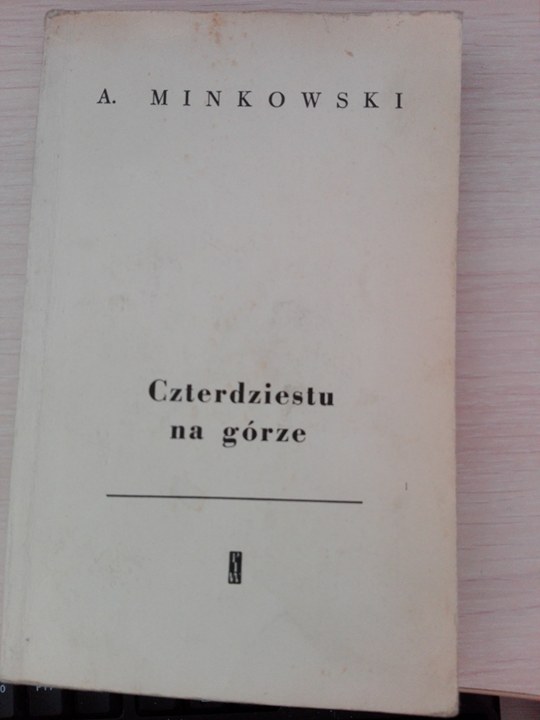 A. MINKOWSKI
Czterdziestu
na górze